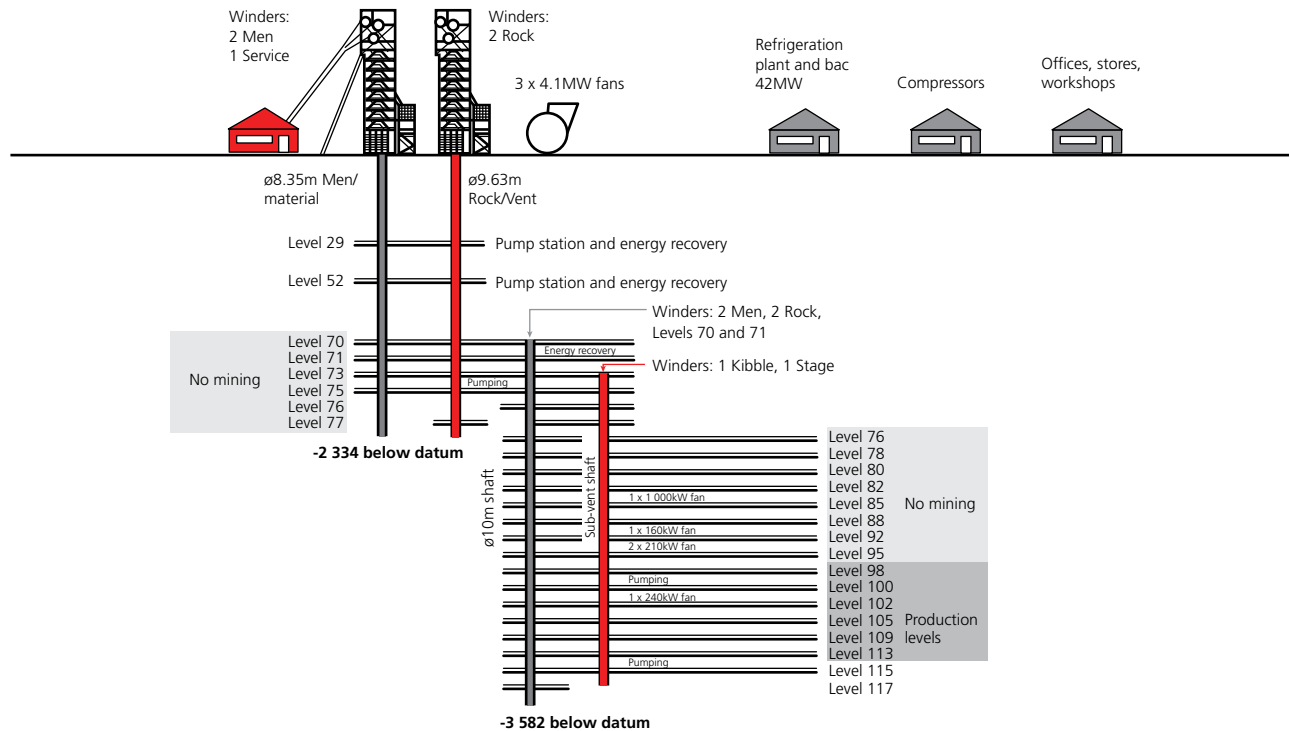 Winders:
2 Men
1 Service
Winders:
2 Rock
3 x 4.1MW fans
Refrigeration
plant and bac
42MW
Compressors
Offices, stores,
workshops
ø8.35m Men/
material
ø9.63m
Rock/Vent
Level 29
Pump station and energy recovery
Level 52
Pump station and energy recovery
Winders: 2 Men, 2 Rock,
Levels 70 and 71
Winders: 1 Kibble, 1 Stage
No mining
Level 70
Level 71
Level 73
Level 75
Level 76
Level 77
Energy recovery
Pumping
-2 334 below datum
ø10m shaft
Sub-vent shaft
1 x 1 000kW fan
1 x 160kW fan
2 x 210kW fan
Pumping
1 x 240kW fan
Pumping
Level 76
Level 78
Level 80
Level 82
Level 85
Level 88
Level 92
Level 95
No mining
Level 98
Level 100
Level 102
Level 105
Level 109
Level 113
Production
levels
Level 115
Level 117
-3 582 below datum